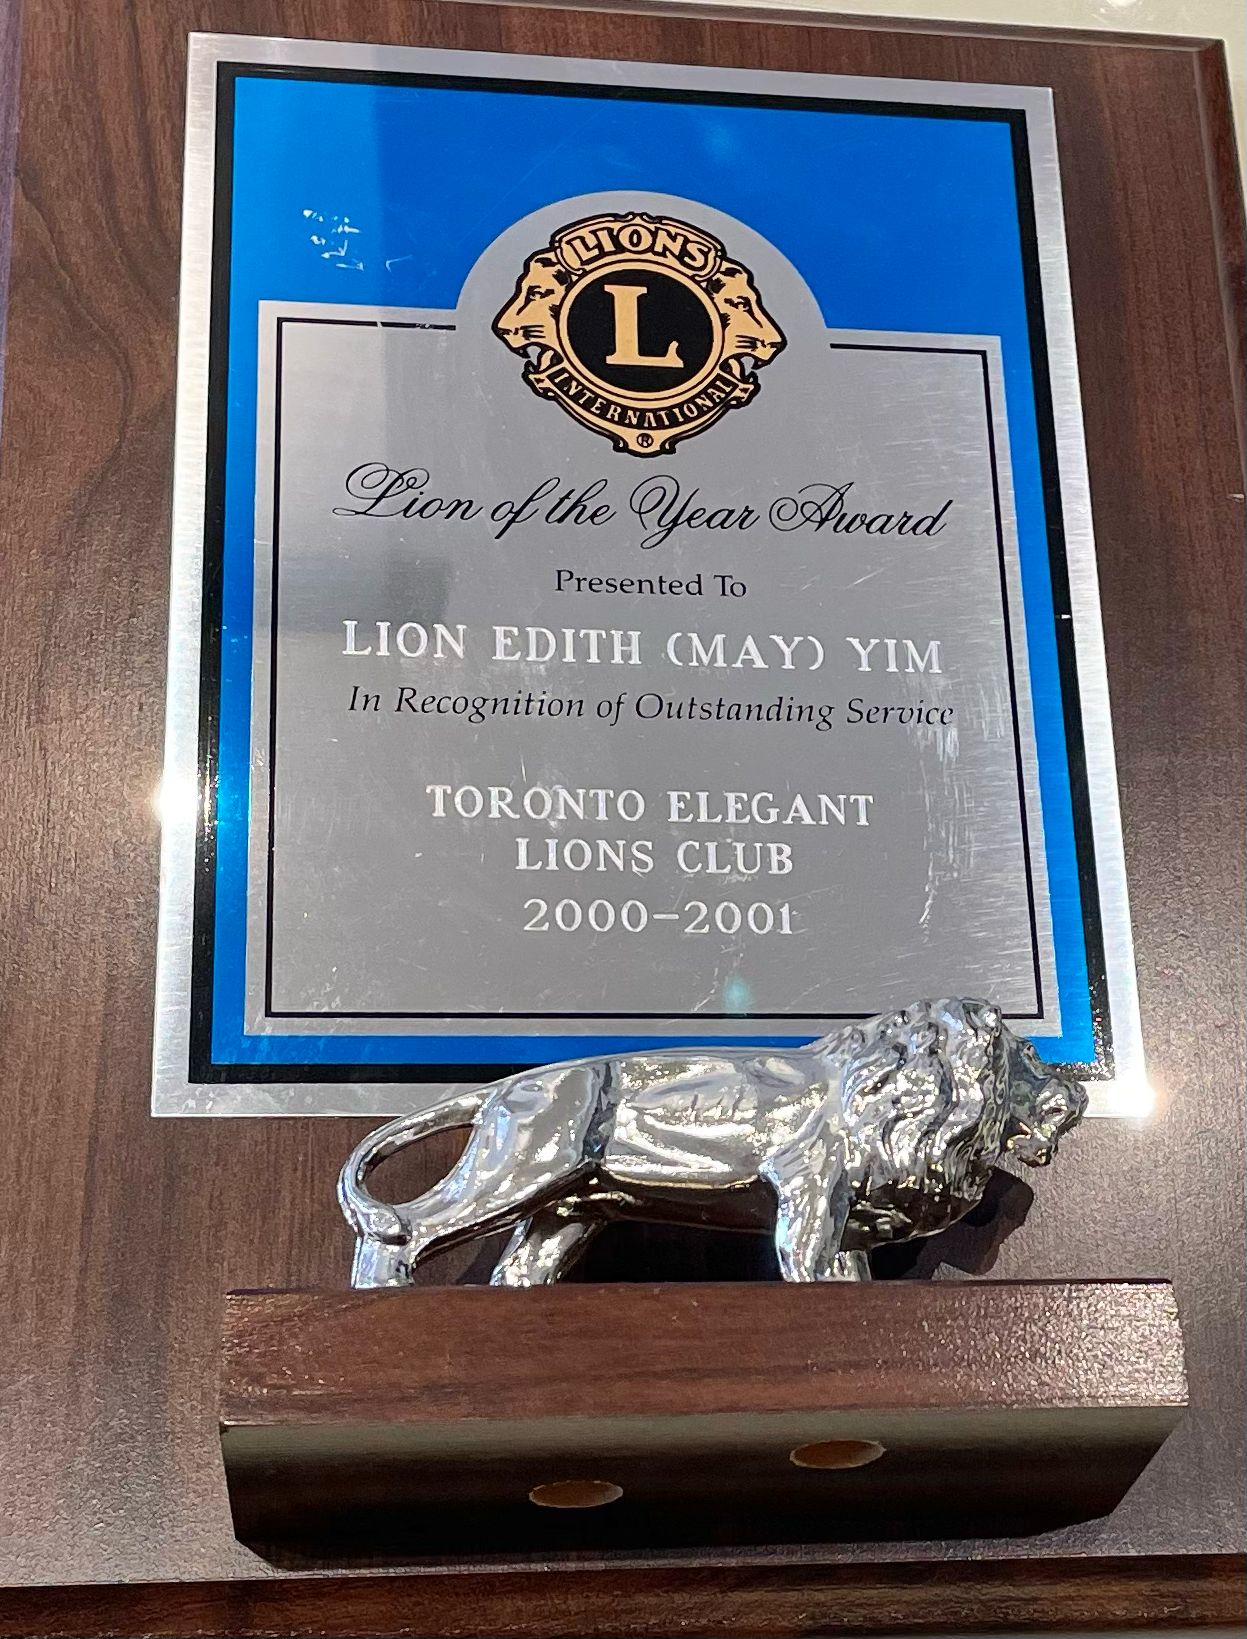 LIONS
L
INTERNATIONAL
®
Lion of the Year Award
Presented To
LION EDITH (MAY) YIM
In Recognition of Outstanding Service
TORONTO ELEGANT
LIONS CLUB
2000-2001